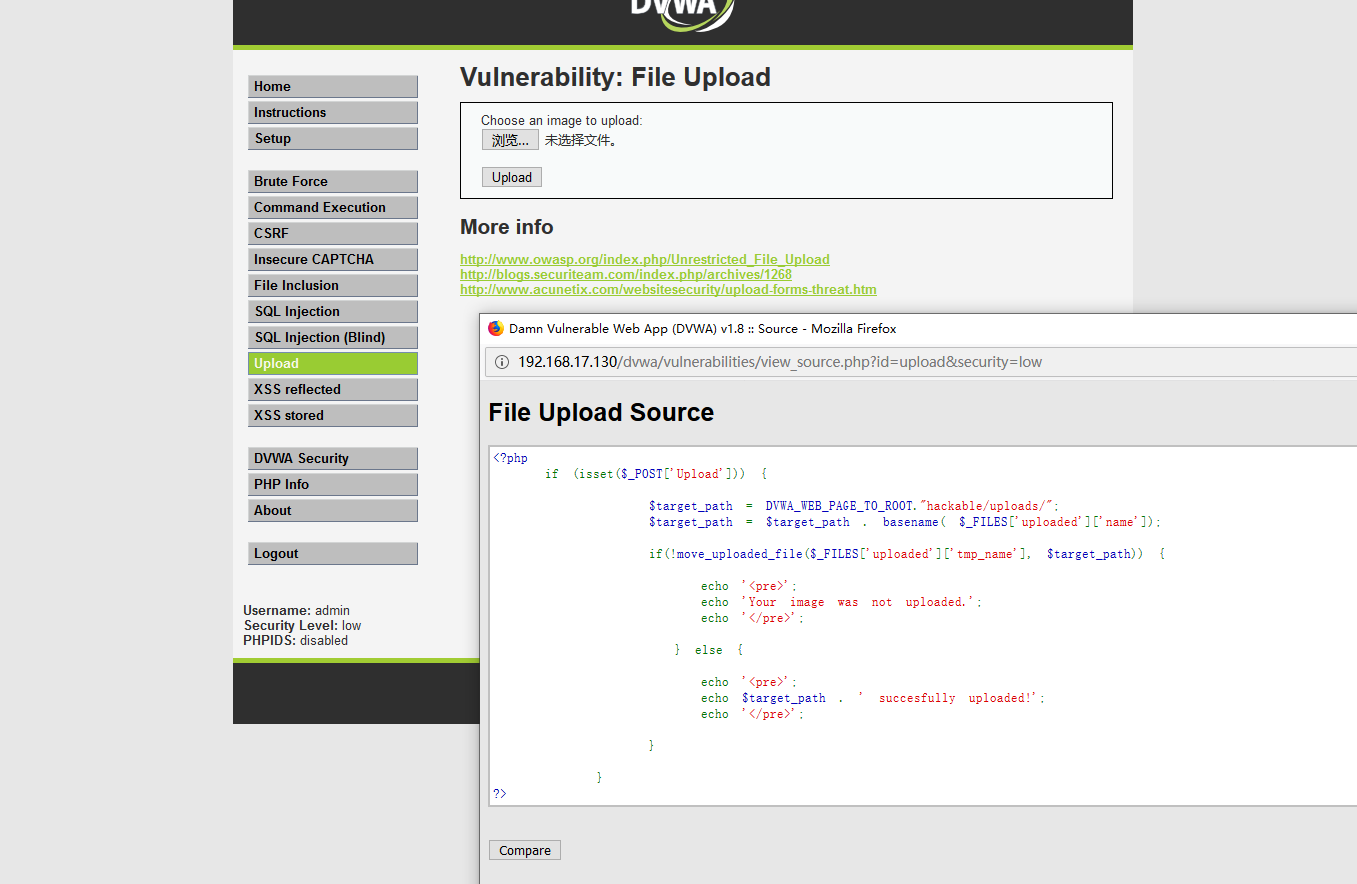 DVWA
Home
Instructions
Setup
Brute Force
Command Execution
CSRF
Insecure CAPTCHA
File Inclusion
SQL Injection
SQL Injection (Blind)
Upload
XSS reflected
XSS stored
DVWA Security
PHP Info
About
Logout
Username: admin
Security Level: low
PHPIDS: disabled
Vulnerability: File Upload
Choose an image to upload:
浏览... 未选择文件。
Upload
More info
http://www.owasp.org/index.php/Unrestricted_File_Upload
http://blogs.securiteam.com/index.php/archives/1268
http://www.acunetix.com/websitesecurity/upload-forms-threat.htm
Damn Vulnerable Web App (DVWA) v1.8 :: Source - Mozilla Firefox
192.168.17.130/dvwa/vulnerabilities/view_source.php?id=upload&security=low
File Upload Source
<?php
if (isset($_POST['Upload'])) {
$target_path = DVWA_WEB_PAGE_TO_ROOT."hackable/uploads/";
$target_path = $target_path . basename( $_FILES['uploaded']['name']);
if(!move_uploaded_file($_FILES['uploaded']['tmp_name'], $target_path)) {
echo '<pre>';
echo 'Your image was not uploaded.';
echo '</pre>';
} else {
echo '<pre>';
echo $target_path . ' succesfully uploaded!';
echo '</pre>';
}
}
?>
Compare